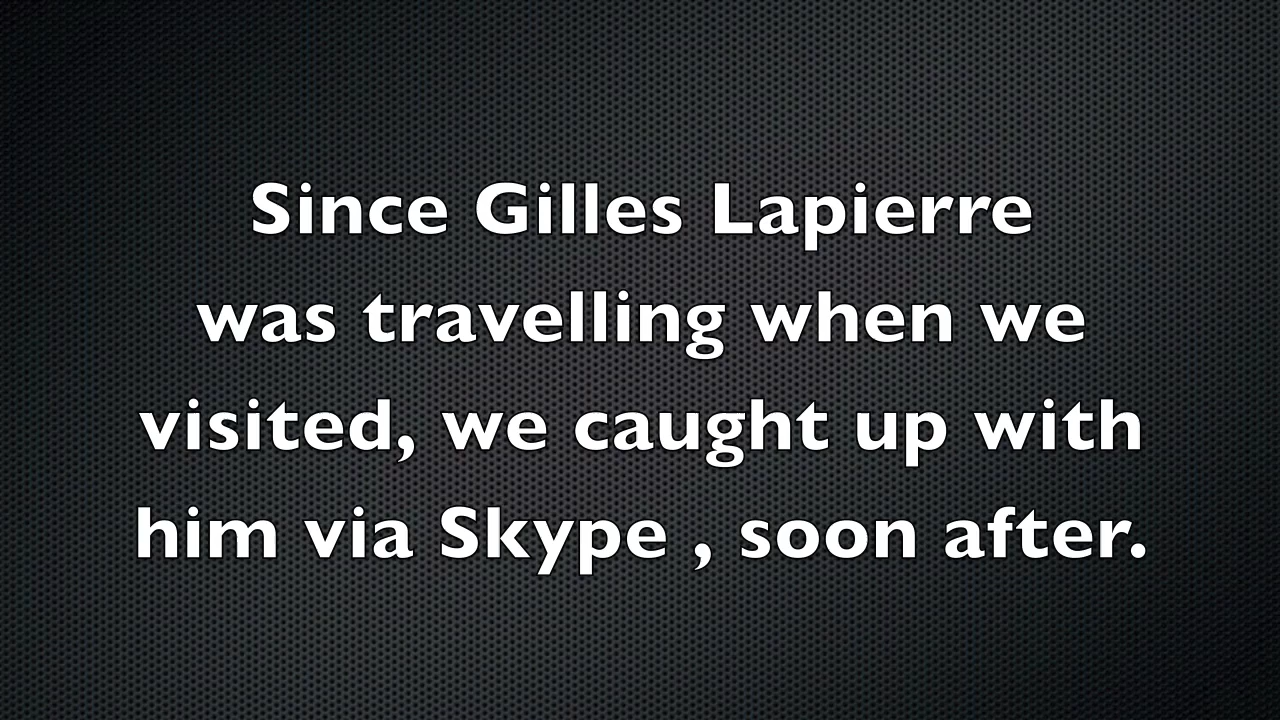 Since Gilles Lapierre
was travelling when we
visited, we caught up with
him via Skype , soon after.